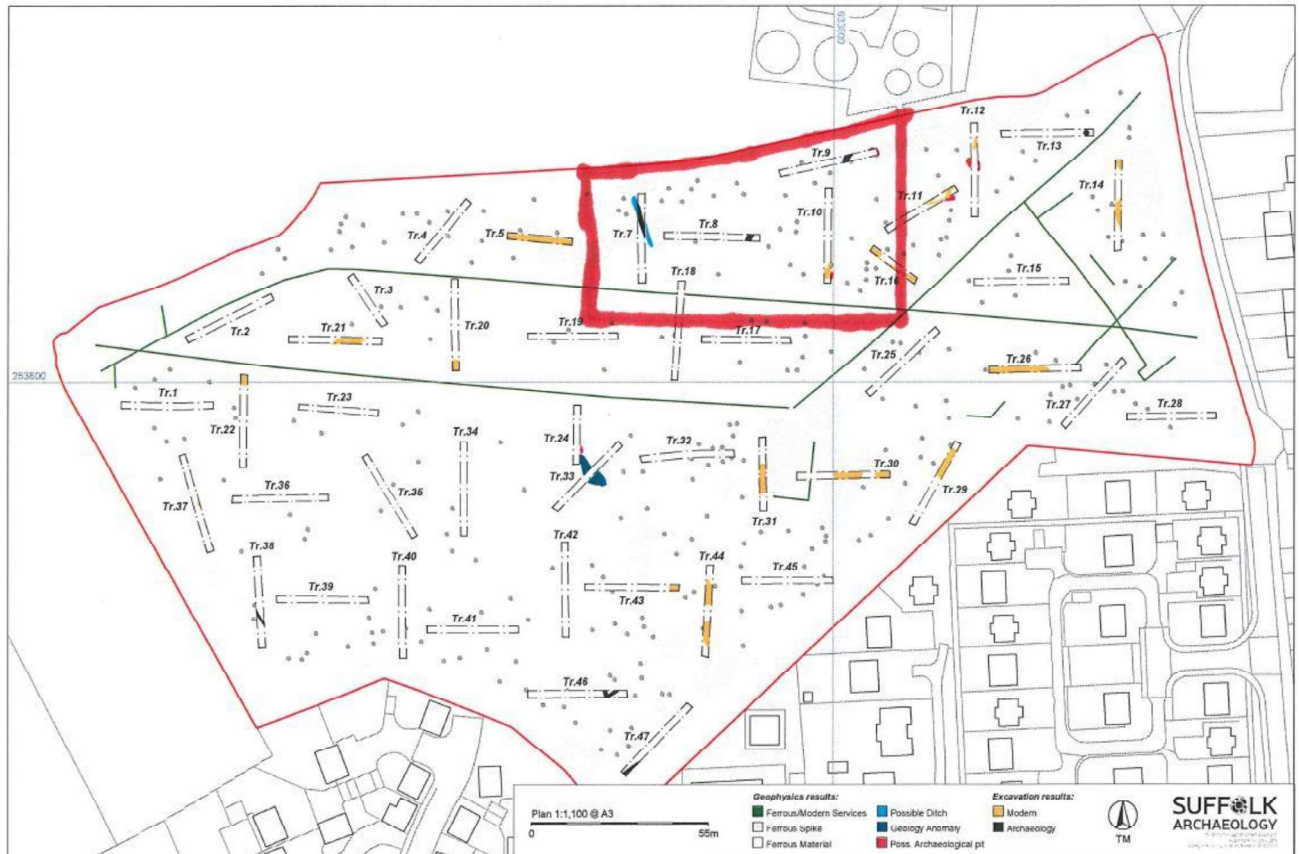 633600
Tr.12
Tr.13
Tr.9
Tr.14
Tr.10
Tr.11
Tr.4
Tr.5
Tr.7
Tr.8
Tr.16
Tr.18
Tr.15
Tr.3
Tr.2
Tr.20
Tr.19
Tr.17
Tr.21
Tr.25
Tr.26
253600
Tr.1
Tr.23
Tr.27
Tr.28
Tr.22
Tr.34
Tr.24
Tr.32
Tr.33
Tr.30
Tr.29
Tr.37
Tr.36
Tr.35
Tr.31
Tr.42
Tr.38
Tr.40
Tr.44
Tr.45
Tr.39
Tr.43
Tr.41
Tr.46
Tr.47
Plan 1:1,100 @ A3
0 55m
Geophysics results:
Ferrous/Modern Services
Ferrous Spike
Ferrous Material
Possible Ditch
Geology Anomaly
Poss. Archaeological pit
Excavation results:
Modern
Archaeology
TM
SUFFOLK
ARCHAEOLOGY